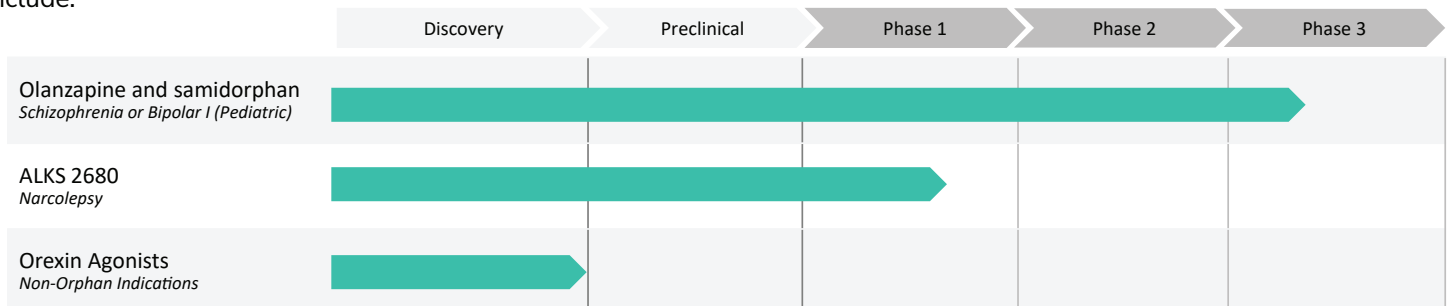 Discovery
Preclinical
Phase 1
Phase 2
Phase 3
Olanzapine and samidorphan
Schizophrenia or Bipolar I (Pediatric)
ALKS 2680
Narcolepsy
Orexin Agonists
Non-Orphan Indications